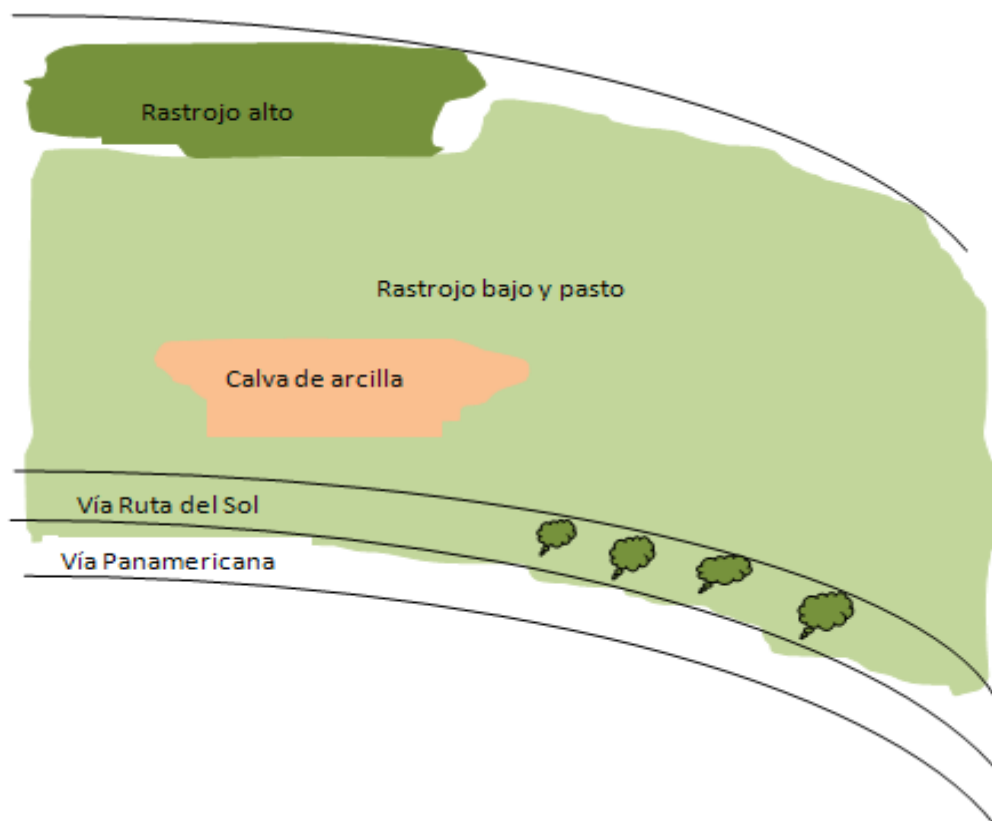 Rastrojo alto
Rastrojo bajo y pasto
Calva de arcilla
Vía Ruta del Sol
Vía Panamericana